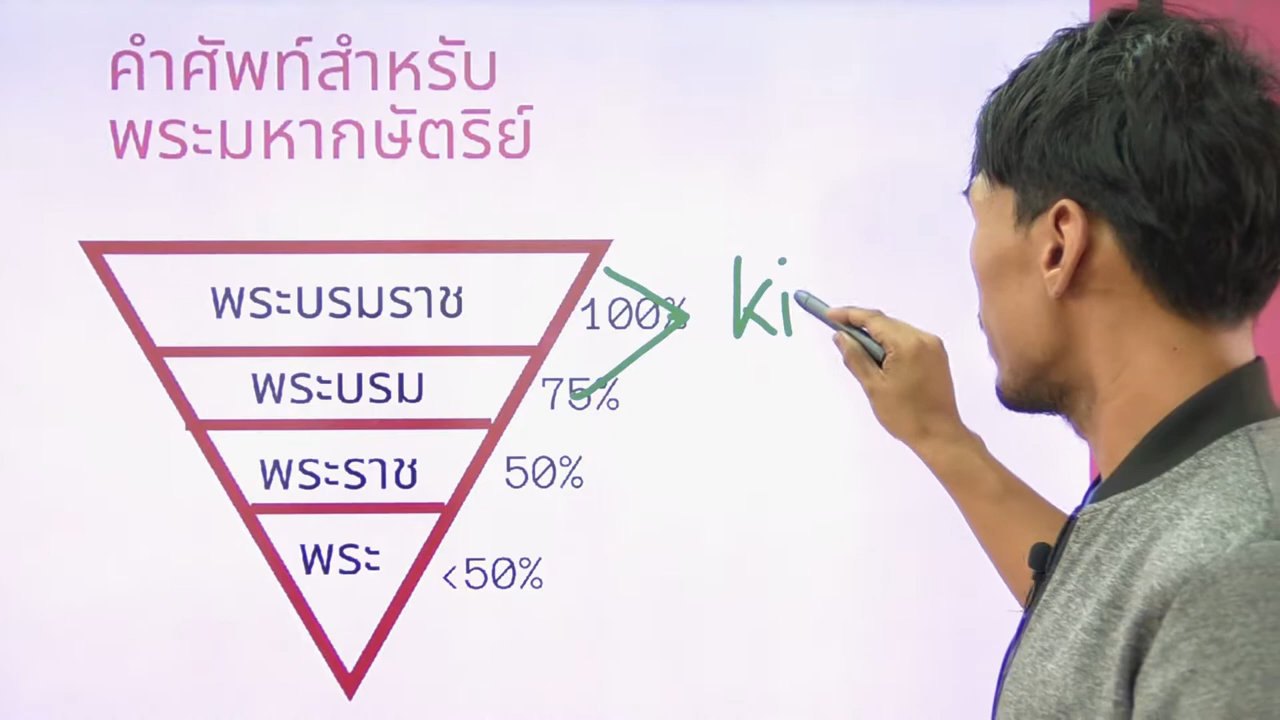 คำศัพท์สำหรับ
พระมหากษัตริย์
พระบรมราช 100%
พระบรม 75%
พระราช 50%
พระ <50%
ki